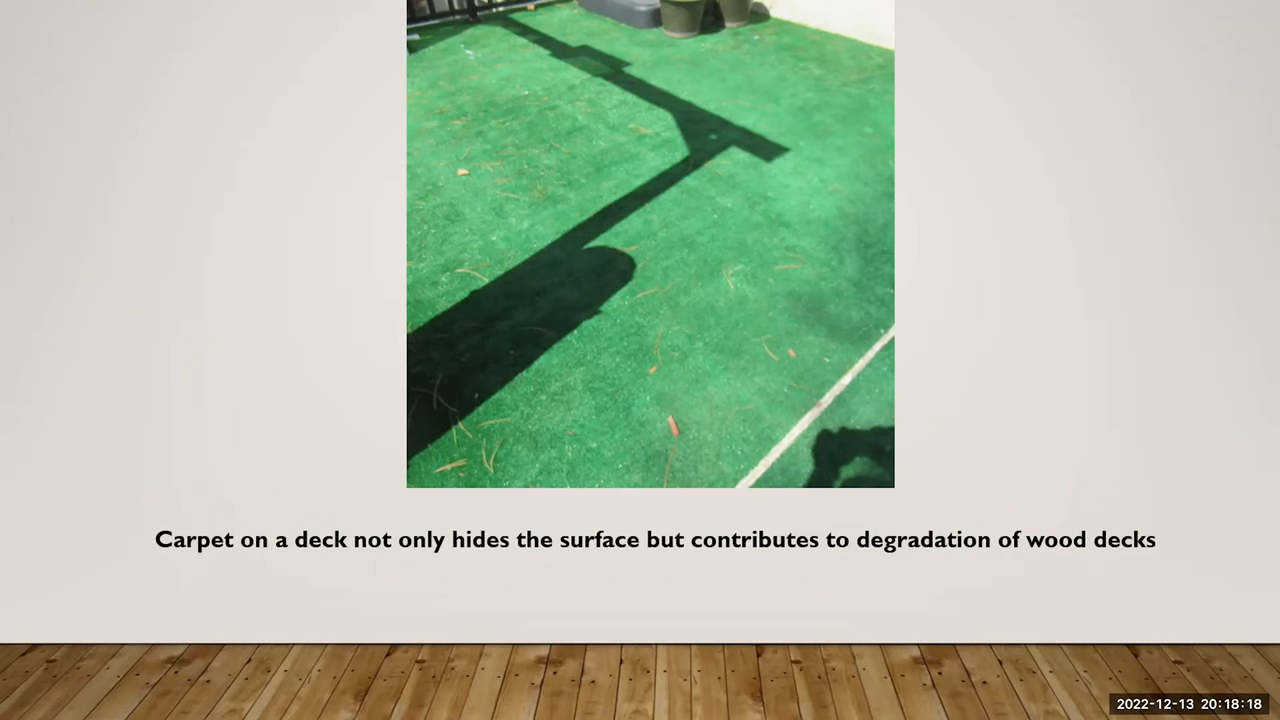 Carpet on a deck not only hides the surface but contributes to degradation of wood decks
2022-12-13 20:18:18